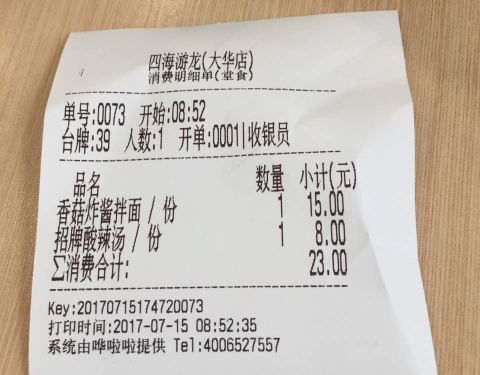 四海游龙(大华店)
消费明细单(堂食)
单号:0073 开始:08:52
台牌:39 人数:1 开单:0001|收银员
品名 数量 小计(元)
香菇炸酱拌面 / 份 1 15.00
招牌酸辣汤 / 份 1 8.00
∑消费合计: 23.00
Key:20170715174720073
打印时间:2017-07-15 08:52:35
系统由哗啦啦提供 Tel:4006527557